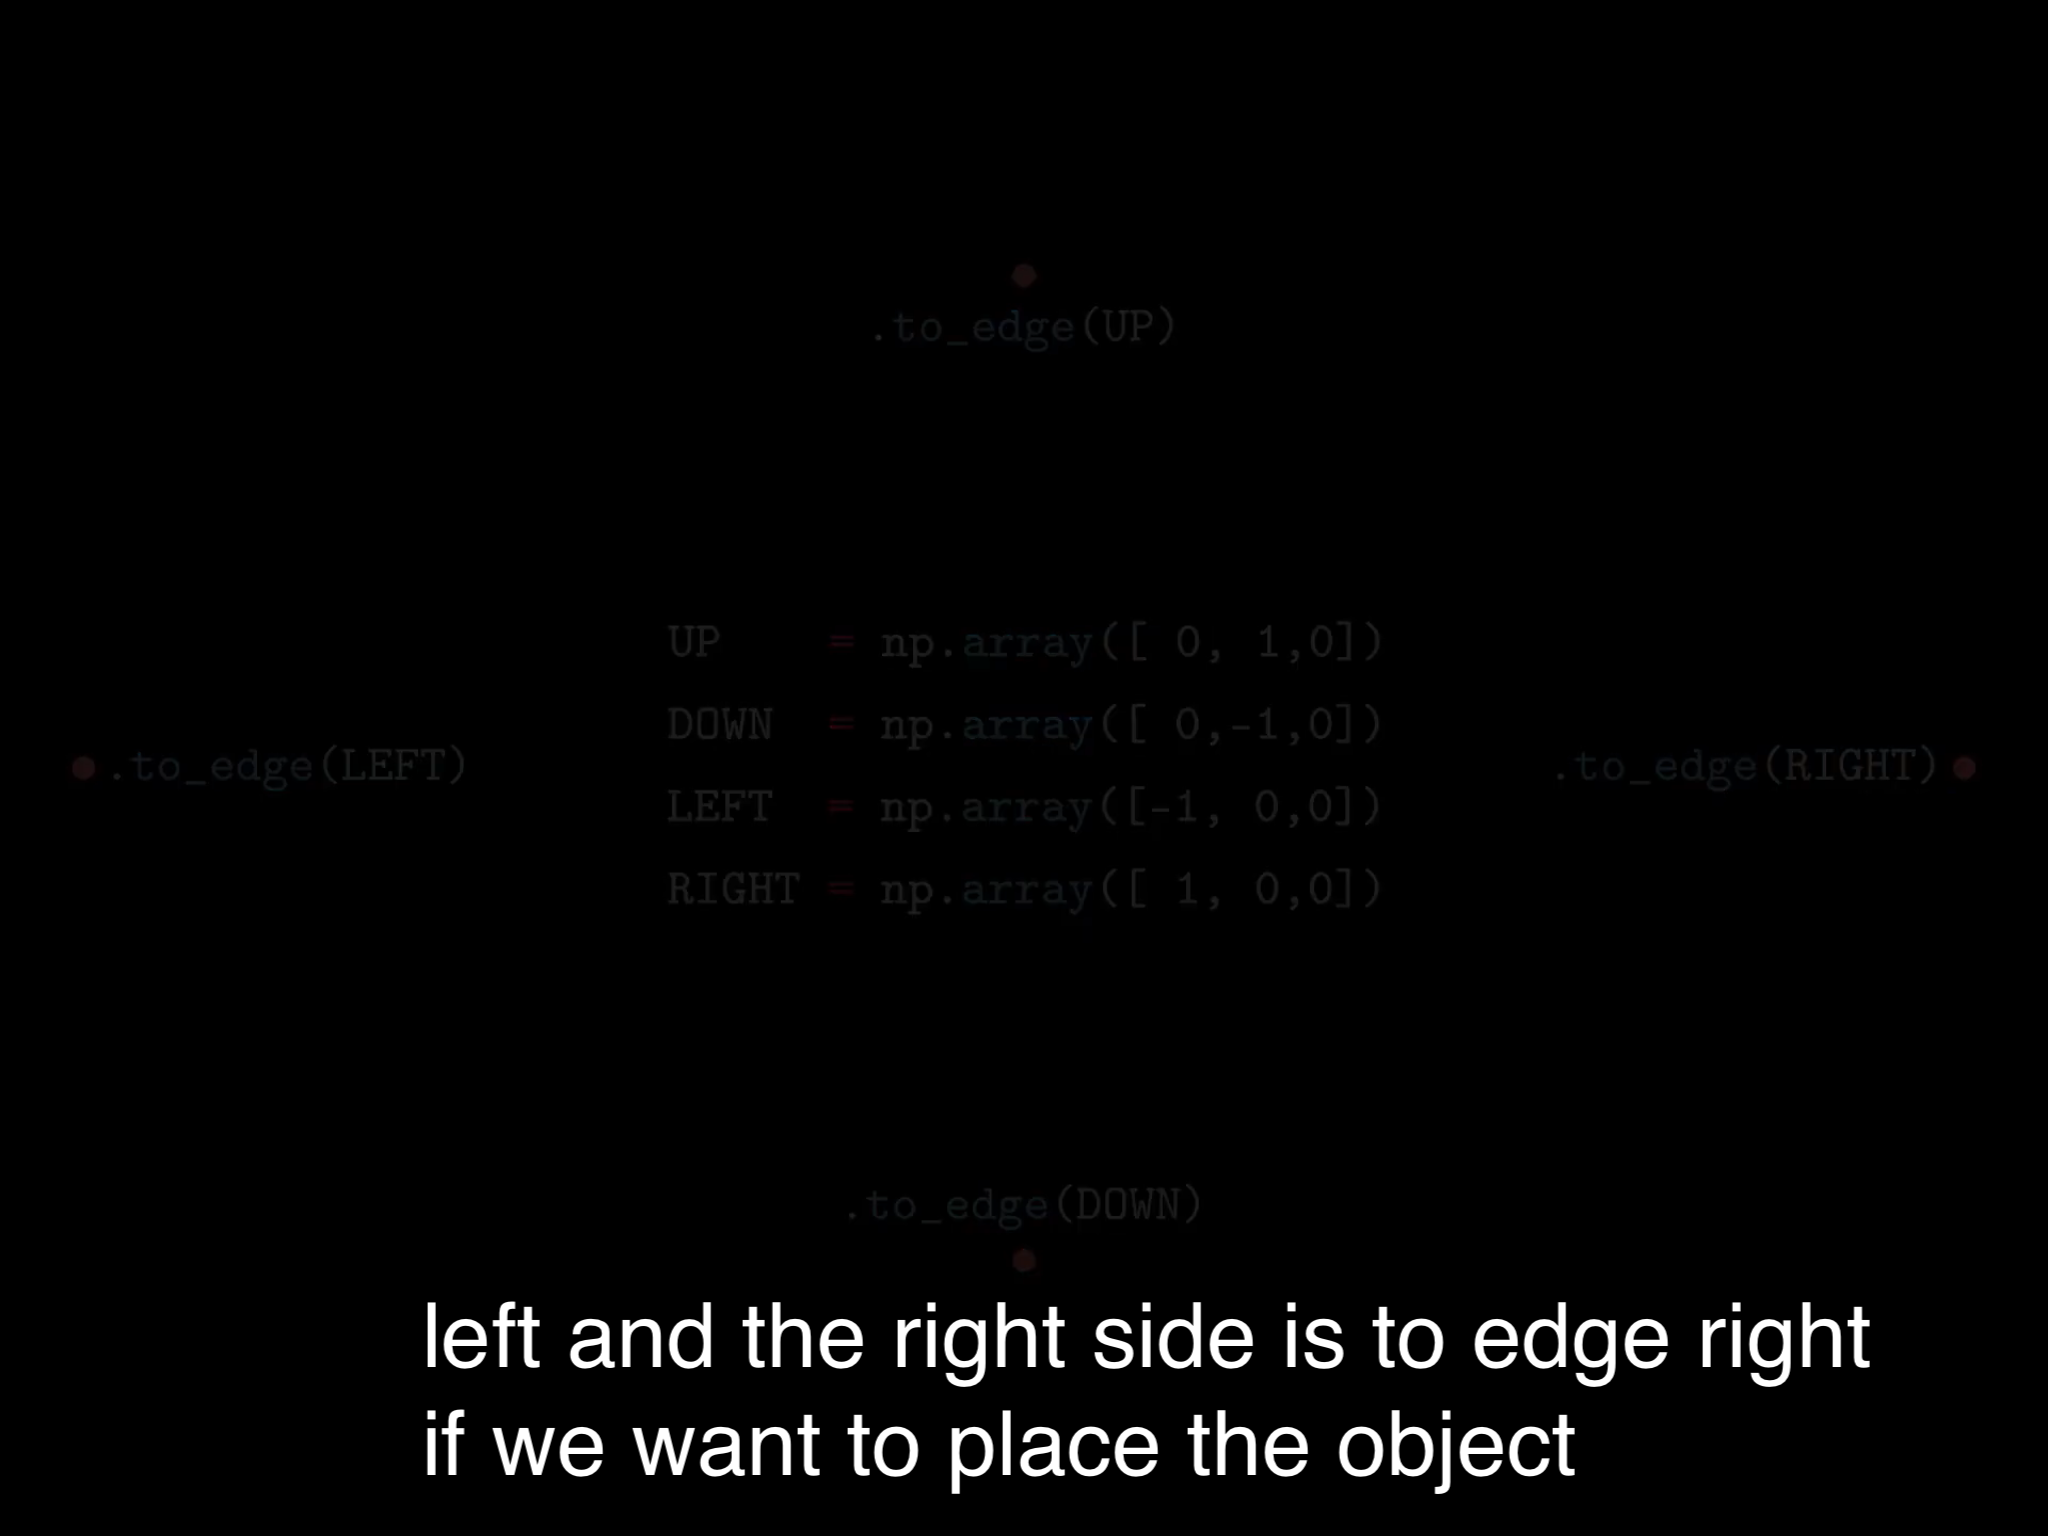 .to_edge(UP)
UP = np.array([ 0, 1,0])
DOWN = np.array([ 0,-1,0])
.to_edge(LEFT)
.to_edge(RIGHT)
LEFT = np.array([-1, 0,0])
RIGHT = np.array([ 1, 0,0])
.to_edge(DOWN)
left and the right side is to edge right
if we want to place the object